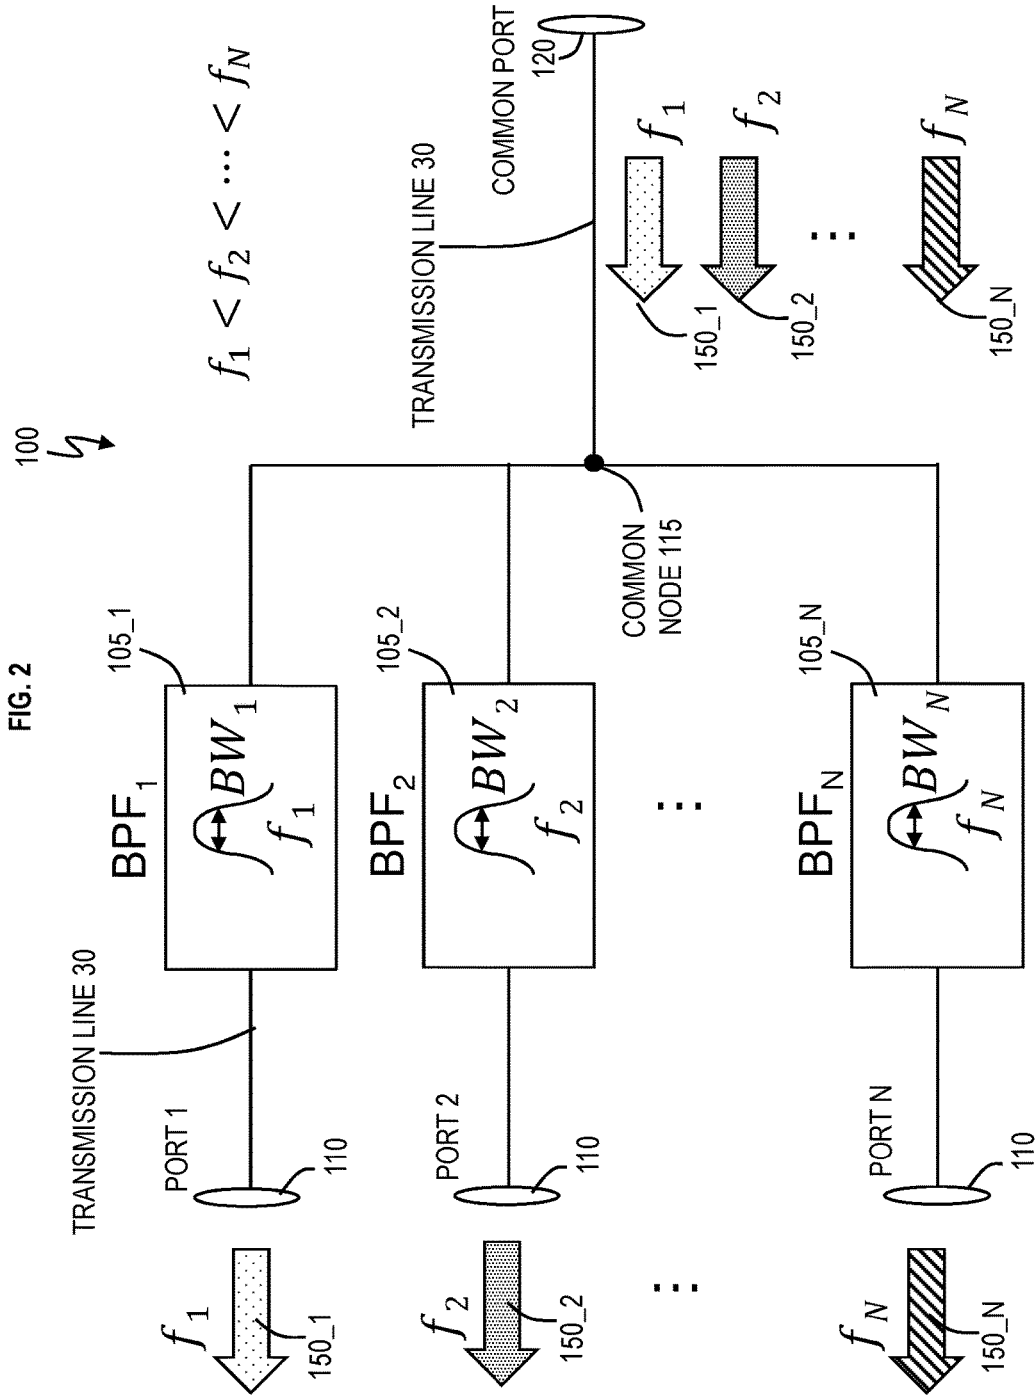 FIG. 2
100
f1 < f2 < ... < fN
TRANSMISSION LINE 30
PORT 1
110
f1
150_1
BPF1
BW1
f1
105_1
PORT 2
110
f2
150_2
BPF2
BW2
f2
105_2
...
...
PORT N
110
fN
150_N
BPFN
BWN
fN
105_N
COMMON
NODE 115
TRANSMISSION LINE 30
COMMON PORT
120
f1
150_1
f2
150_2
...
fN
150_N